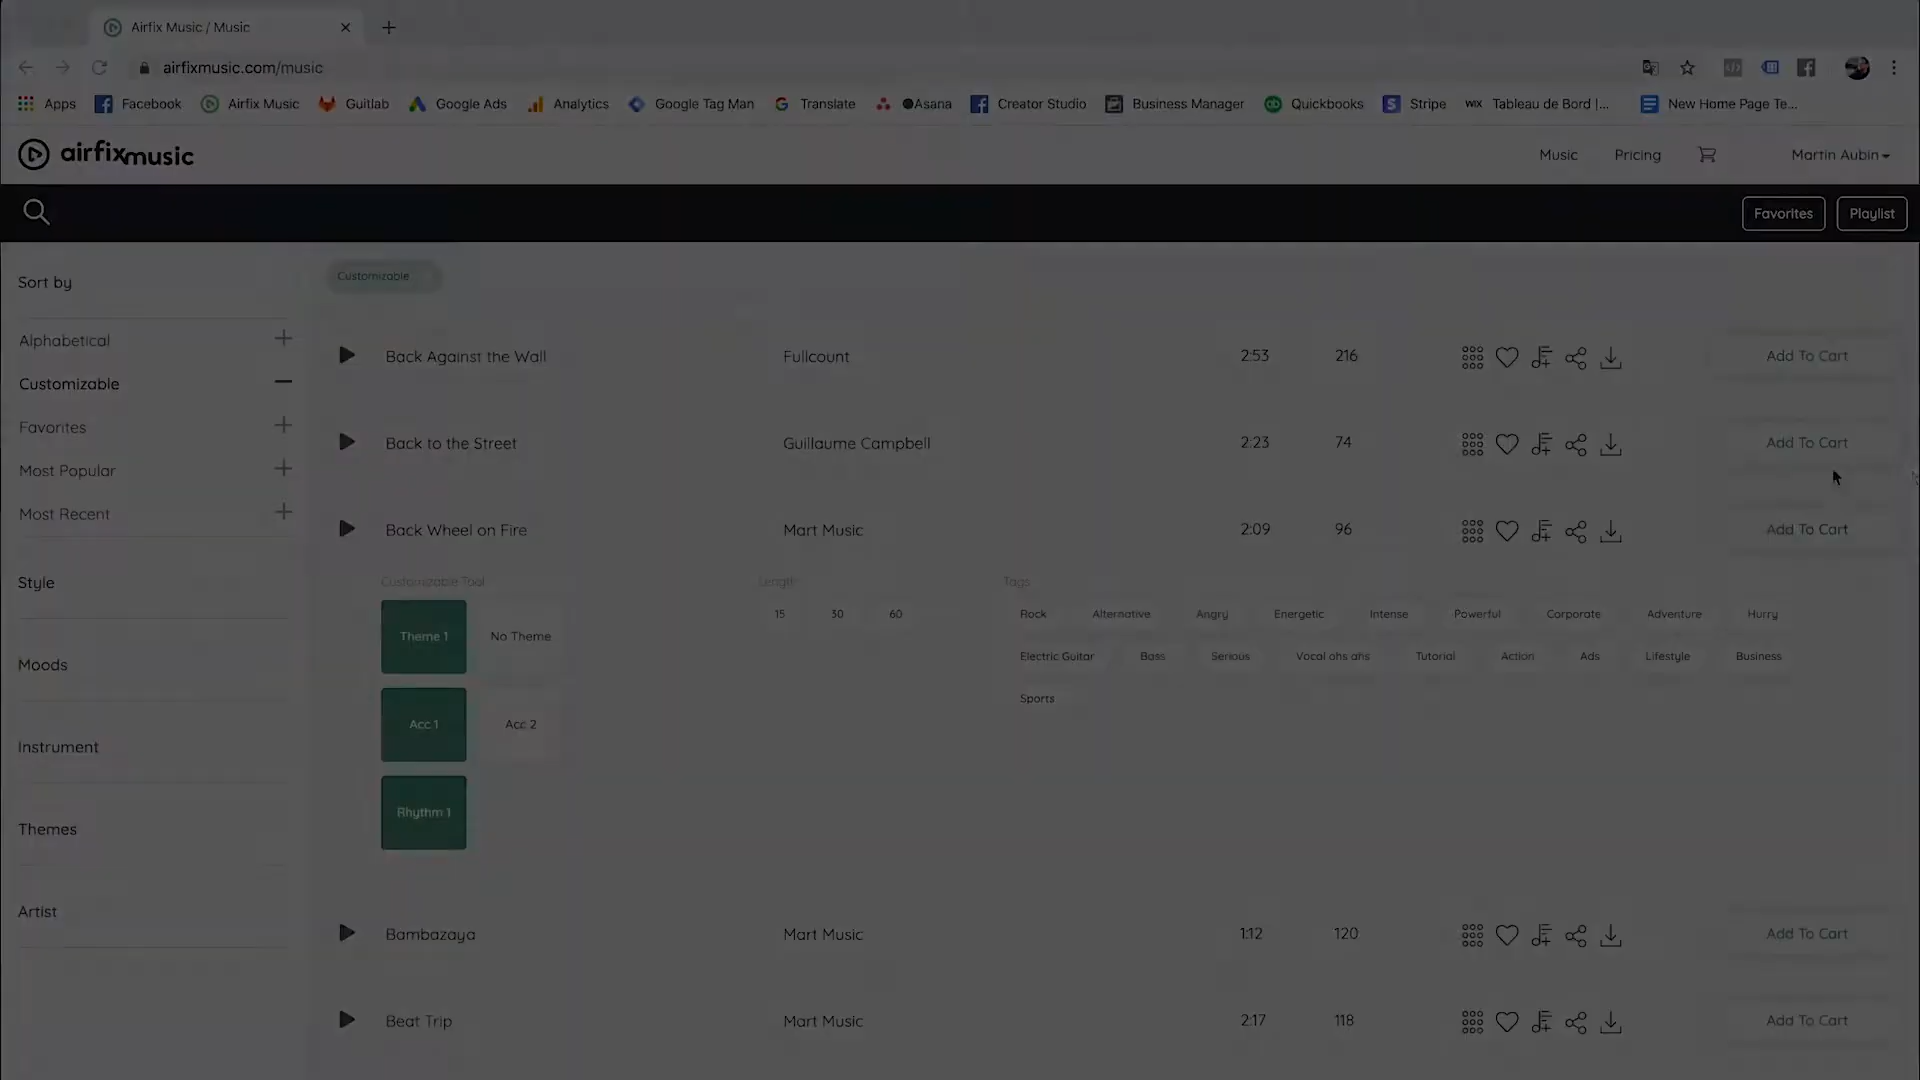 Airfix Music / Music
airfixmusic.com/music
Apps Facebook Airfix Music Guitlab Google Ads Analytics Google Tag Man Translate @Asana Creator Studio Business Manager Quickbooks Stripe WIX Tableau de Bord |... New Home Page Te...
airfixmusic Music Pricing Martin Aubin
Favorites Playlist
Sort by
Customizable
Alphabetical
Customizable
Favorites
Most Popular
Most Recent
Style
Moods
Instrument
Themes
Artist
Back Against the Wall Fullcount 2:53 216 Add To Cart
Back to the Street Guillaume Campbell 2:23 74 Add To Cart
Back Wheel on Fire Mart Music 2:09 96 Add To Cart
Customizable Tool Length Tags
Theme 1 No Theme
Acc 1 Acc 2
Rhythm 1
15 30 60
Rock Alternative Angry Energetic Intense Powerful Corporate Adventure Hurry
Electric Guitar Bass Serious Vocal ohs ahs Tutorial Action Ads Lifestyle Business
Sports
Bambazaya Mart Music 1:12 120 Add To Cart
Beat Trip Mart Music 2:17 118 Add To Cart